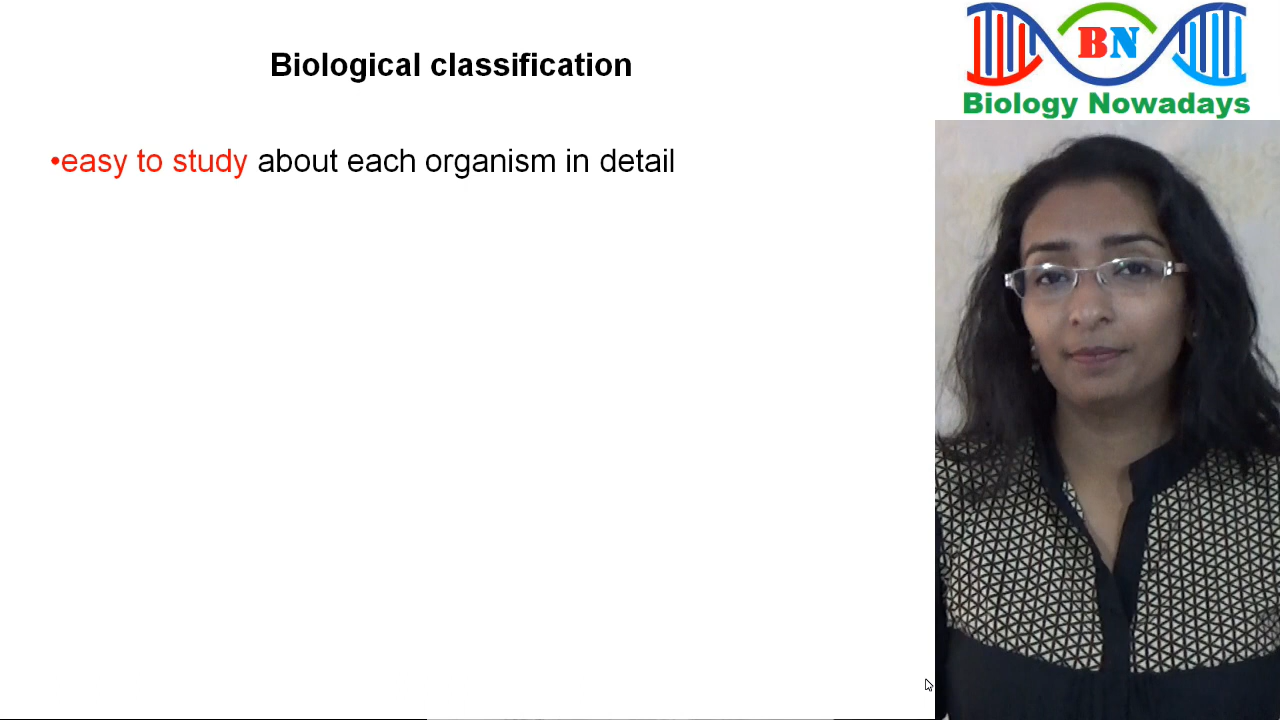 Biological classification
BN
Biology Nowadays
•easy to study about each organism in detail